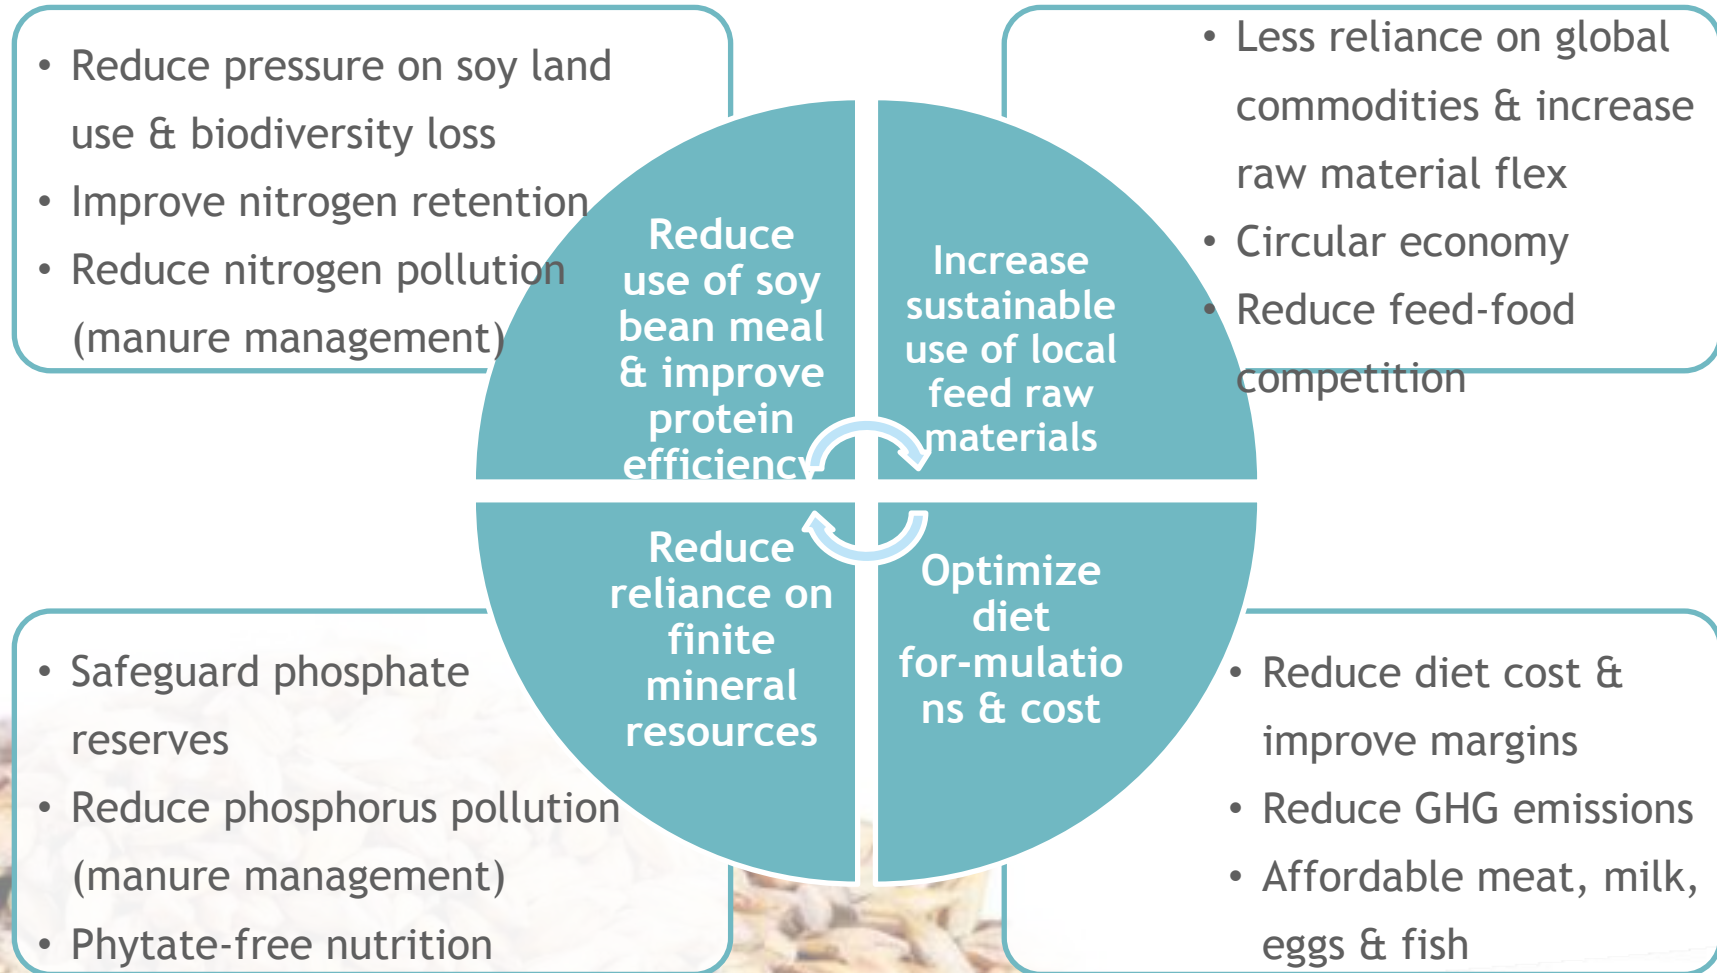 • Reduce pressure on soy land
use & biodiversity loss
• Improve nitrogen retention
• Reduce nitrogen pollution
(manure management)
Reduce
use of soy
bean meal
& improve
protein
efficiency
• Less reliance on global
commodities & increase
raw material flex
• Circular economy
• Reduce feed-food
competition
Increase
sustainable
use of local
feed raw
materials
• Safeguard phosphate
reserves
• Reduce phosphorus pollution
(manure management)
• Phytate-free nutrition
Reduce
reliance on
finite
mineral
resources
Optimize
diet
for-mulatio
ns & cost
• Reduce diet cost &
improve margins
• Reduce GHG emissions
• Affordable meat, milk,
eggs & fish